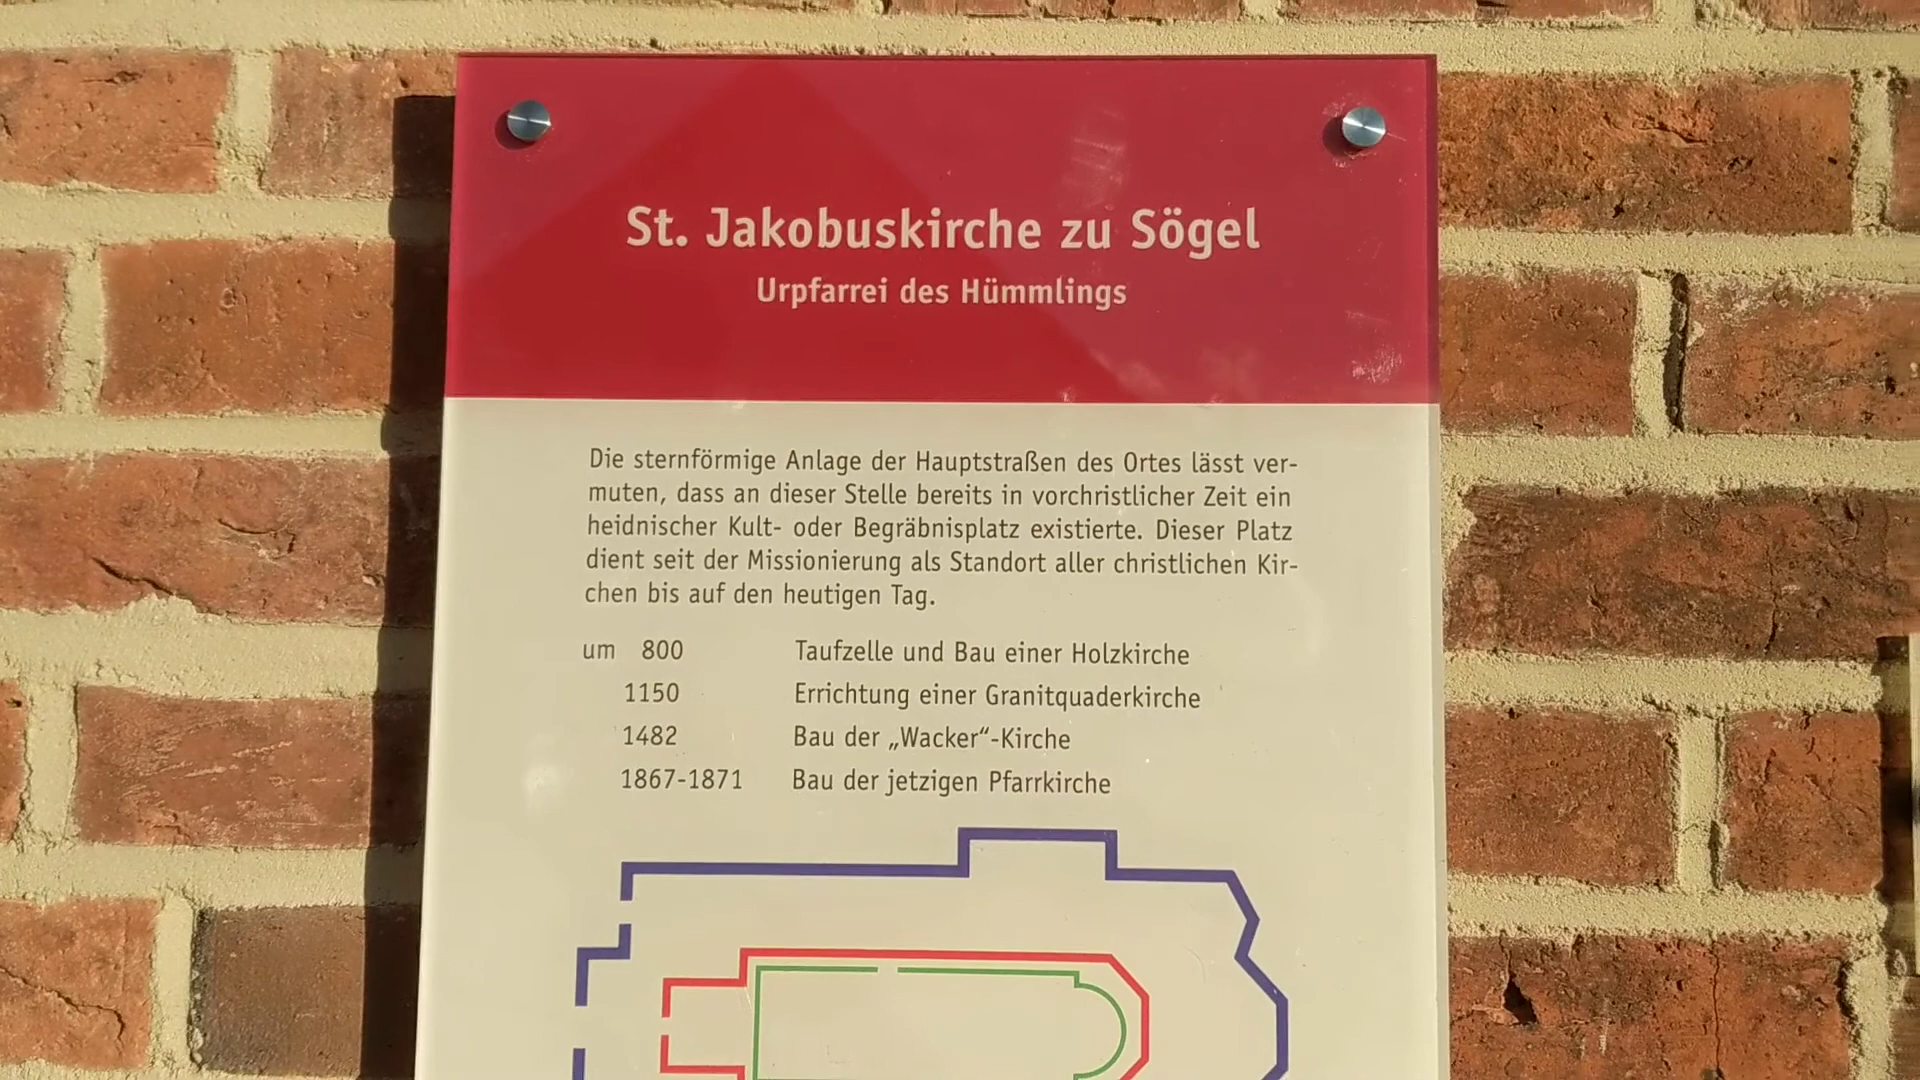 St. Jakobuskirche zu Sögel
Urpfarrei des Hümmlings
Die sternförmige Anlage der Hauptstraßen des Ortes lässt ver-
muten, dass an dieser Stelle bereits in vorchristlicher Zeit ein
heidnischer Kult- oder Begräbnisplatz existierte. Dieser Platz
dient seit der Missionierung als Standort aller christlichen Kir-
chen bis auf den heutigen Tag.
um 800 Taufzelle und Bau einer Holzkirche
1150 Errichtung einer Granitquaderkirche
1482 Bau der „Wacker“-Kirche
1867-1871 Bau der jetzigen Pfarrkirche